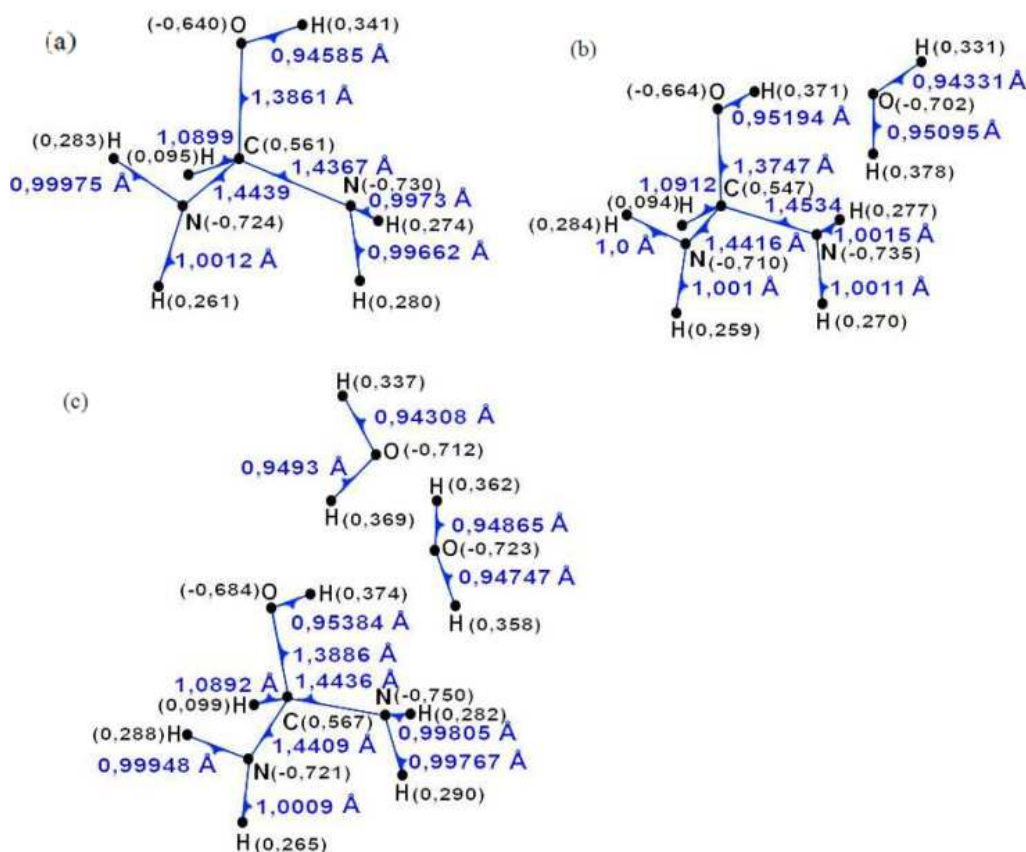 (a)
(-0,640) O H (0,341)
0,94585 Å
1,3861 Å
(0,283) H 1,0899 C (0,561)
(0,095) H 1,4367 Å
0,99975 Å 1,4439 N (-0,730)
N(-0,724) 0,9973 Å
H(0,274)
1,0012 Å 0,99662 Å
H(0,261) H(0,280)
(b)
H(0,331)
0,94331 Å
(-0,664) O H(0,371) O(-0,702)
0,95194 Å 0,95095 Å
H(0,378)
1,3747 Å
1,0912 C (0,547)
(0,094) H 1,4534
(0,284) H H(0,277)
1,0 Å 1,4416 Å 1,0015 Å
N(-0,710) N(-0,735)
1,001 Å 1,0011 Å
H(0,259) H(0,270)
(c)
H(0,337)
0,94308 Å
O (-0,712)
0,9493 Å
H(0,362)
H(0,369)
0,94865 Å
O(-0,723)
0,94747 Å
H(0,358)
(-0,684) O H(0,374)
0,95384 Å
1,3886 Å
1,0892 Å 1,4436 Å
(0,099) H N(-0,750)
C(0,567) H(0,282)
(0,288) H 1,4409 Å 0,99805 Å
0,99948 Å N(-0,721) 0,99767 Å
H(0,290)
1,0009 Å
H(0,265)